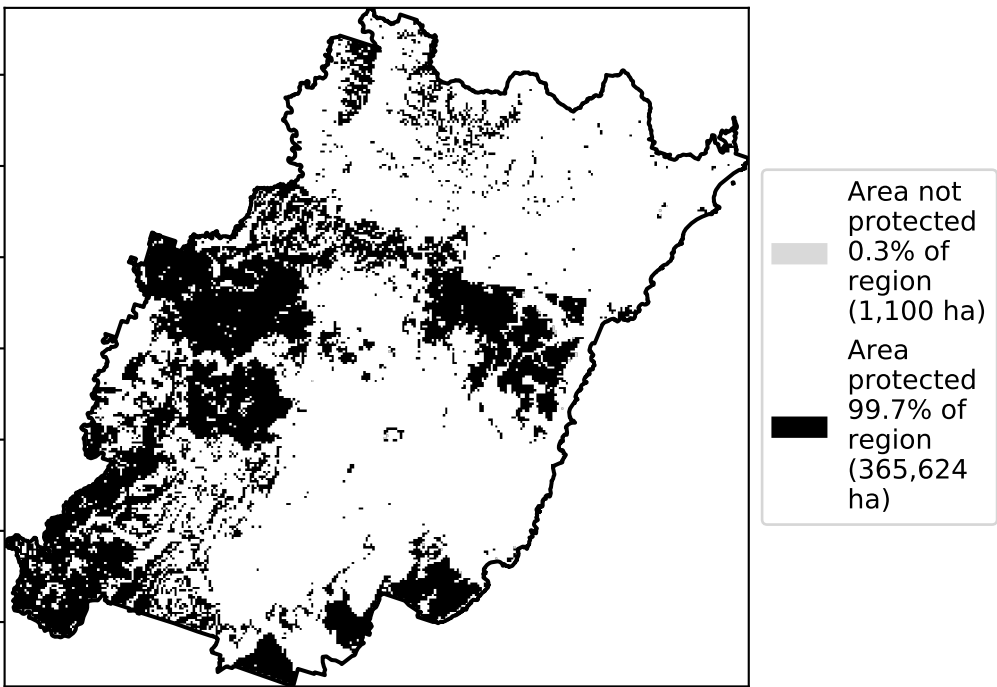 Area not
protected
0.3% of
region
(1,100 ha)
Area
protected
99.7% of
region
(365,624
ha)